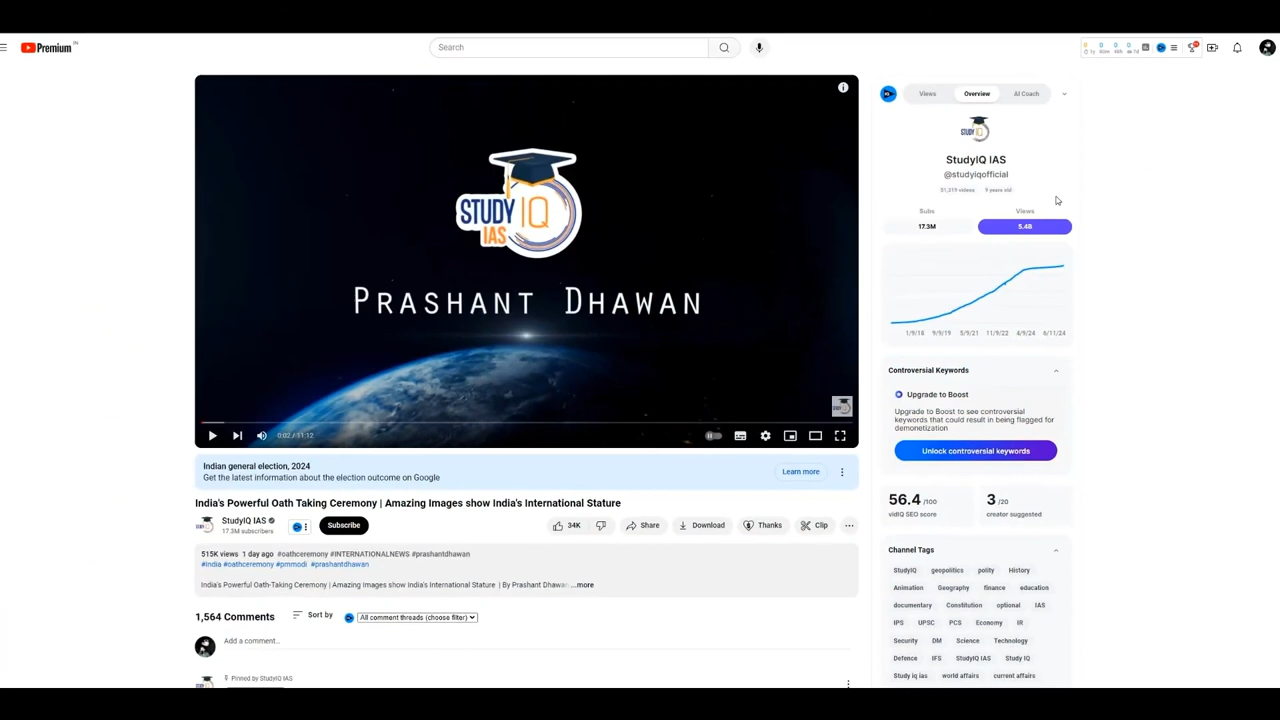 Premium IN
Search
STUDY IQ
IAS
PRASHANT DHAWAN
0:02 / 11:12
Indian general election, 2024
Get the latest information about the election outcome on Google
Learn more
India's Powerful Oath Taking Ceremony | Amazing Images show India's International Stature
StudyIQ IAS
17.3M subscribers
Subscribe
34K
Share
Download
Thanks
Clip
515K views 1 day ago #oathceremony #INTERNATIONALNEWS #prashantdhawan
#India #oathceremony #pmmodi #prashantdhawan
India's Powerful Oath-Taking Ceremony | Amazing Images show India's International Stature | By Prashant Dhawan ...more
1,564 Comments
Sort by
All comment threads (choose filter)
Add a comment...
Pinned by StudyIQ IAS
Views
Overview
AI Coach
STUDY IQ
StudyIQ IAS
@studyiqofficial
51,319 videos 9 years old
Subs Views
17.3M 5.4B
1/9/18 9/9/19 5/9/21 11/9/22 4/9/24 6/11/24
Controversial Keywords
Upgrade to Boost
Upgrade to Boost to see controversial
keywords that could result in being flagged for
demonetization
Unlock controversial keywords
56.4 /100
vidIQ SEO score
3 /20
creator suggested
Channel Tags
StudyIQ geopolitics polity History
Animation Geography finance education
documentary Constitution optional IAS
IPS UPSC PCS Economy IR
Security DM Science Technology
Defence IFS StudyIQ IAS Study IQ
Study iq ias world affairs current affairs